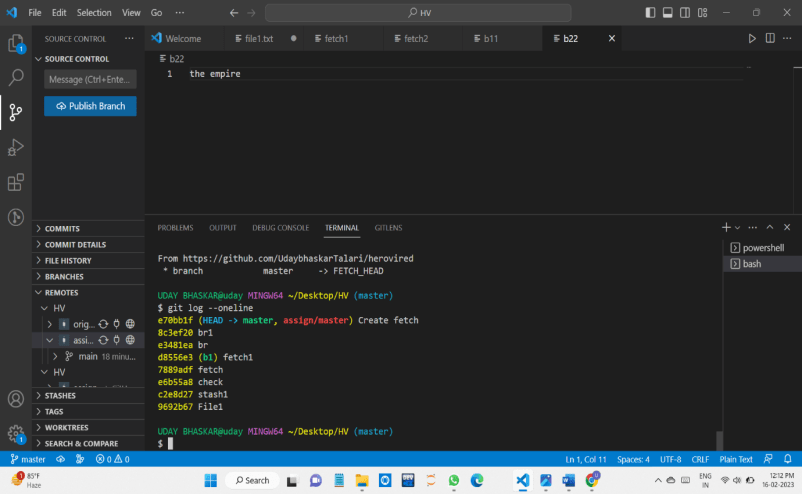 File Edit Selection View Go ··· HV
SOURCE CONTROL ···
Welcome file1.txt fetch1 fetch2 b11 b22
SOURCE CONTROL
Message (Ctrl+Ente...
Publish Branch
b22
1 the empire
COMMITS
COMMIT DETAILS
FILE HISTORY
BRANCHES
REMOTES
HV
orig...
assi...
main 18 minu...
HV
STASHES
TAGS
WORKTREES
SEARCH & COMPARE
PROBLEMS OUTPUT DEBUG CONSOLE TERMINAL GITLENS
powershell
bash
From https://github.com/UdaybhaskarTalari/herovired
* branch master -> FETCH_HEAD
UDAY BHASKAR@uday MINGW64 ~/Desktop/HV (master)
$ git log --oneline
e70bb1f (HEAD -> master, assign/master) Create fetch
8c3ef20 br1
e3481ea br
d8556e3 (b1) fetch1
7889adf fetch
e6b55a8 check
c2e8d27 stash1
9692b67 File1
UDAY BHASKAR@uday MINGW64 ~/Desktop/HV (master)
$
master 0 0 Ln 1, Col 11 Spaces: 4 UTF-8 CRLF Plain Text
85°F
Haze
Search
ENG
IN
12:12 PM
16-02-2023